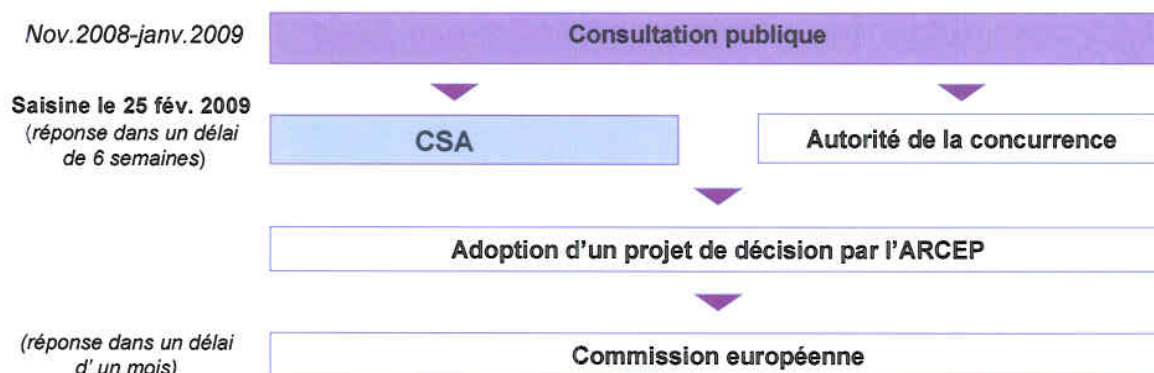 Nov.2008-janv.2009
Consultation publique
Saisine le 25 fév. 2009
(réponse dans un délai
de 6 semaines)
CSA
Autorité de la concurrence
Adoption d'un projet de décision par l'ARCEP
(réponse dans un délai
d' un mois)
Commission européenne